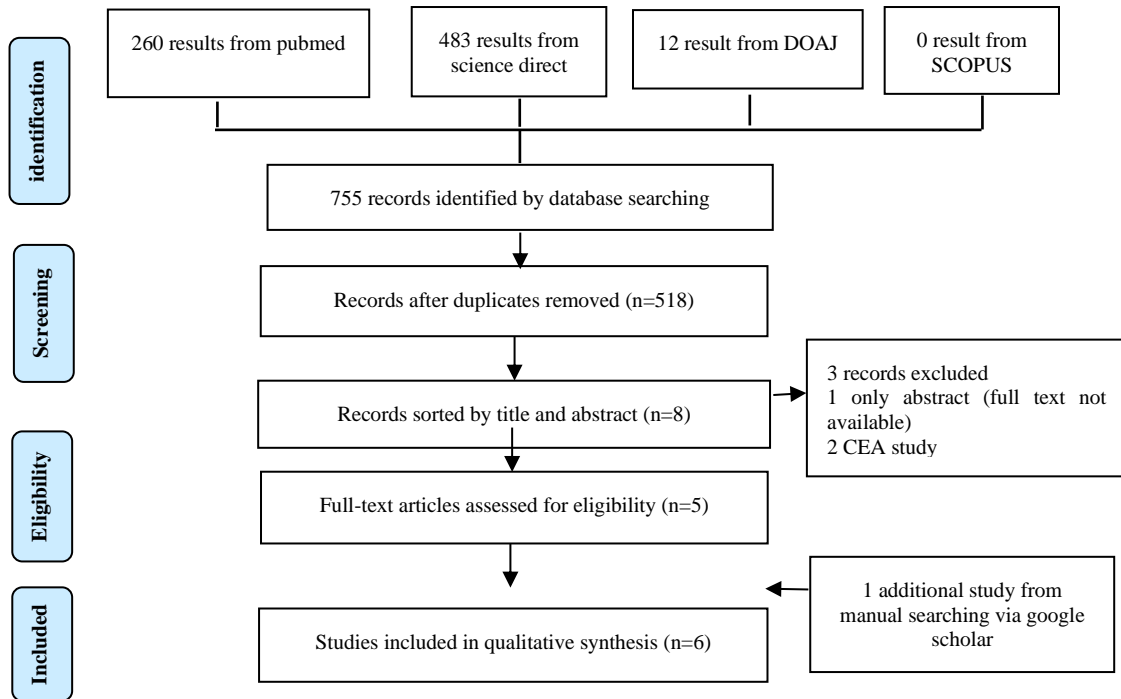 260 results from pubmed
483 results from
science direct
12 result from DOAJ
0 result from
SCOPUS
identification
755 records identified by database searching
Screening
Records after duplicates removed (n=518)
Records sorted by title and abstract (n=8)
3 records excluded
1 only abstract (full text not
available)
2 CEA study
Eligibility
Full-text articles assessed for eligibility (n=5)
1 additional study from
manual searching via google
scholar
Included
Studies included in qualitative synthesis (n=6)